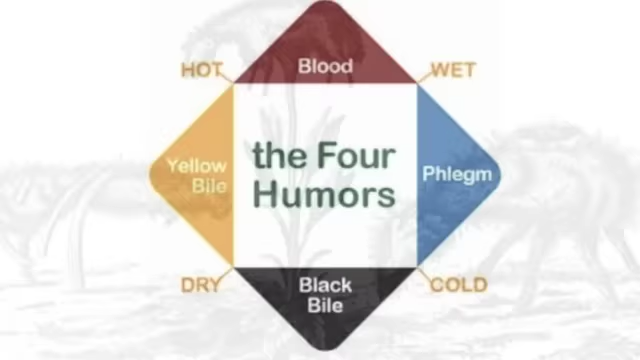 Blood
HOT
WET
the Four
Humors
Yellow
Bile
Phlegm
DRY
COLD
Black
Bile